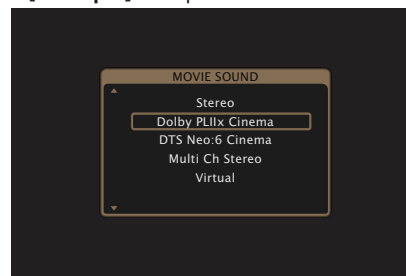 MOVIE SOUND
Stereo
Dolby PLIIx Cinema
DTS Neo:6 Cinema
Multi Ch Stereo
Virtual